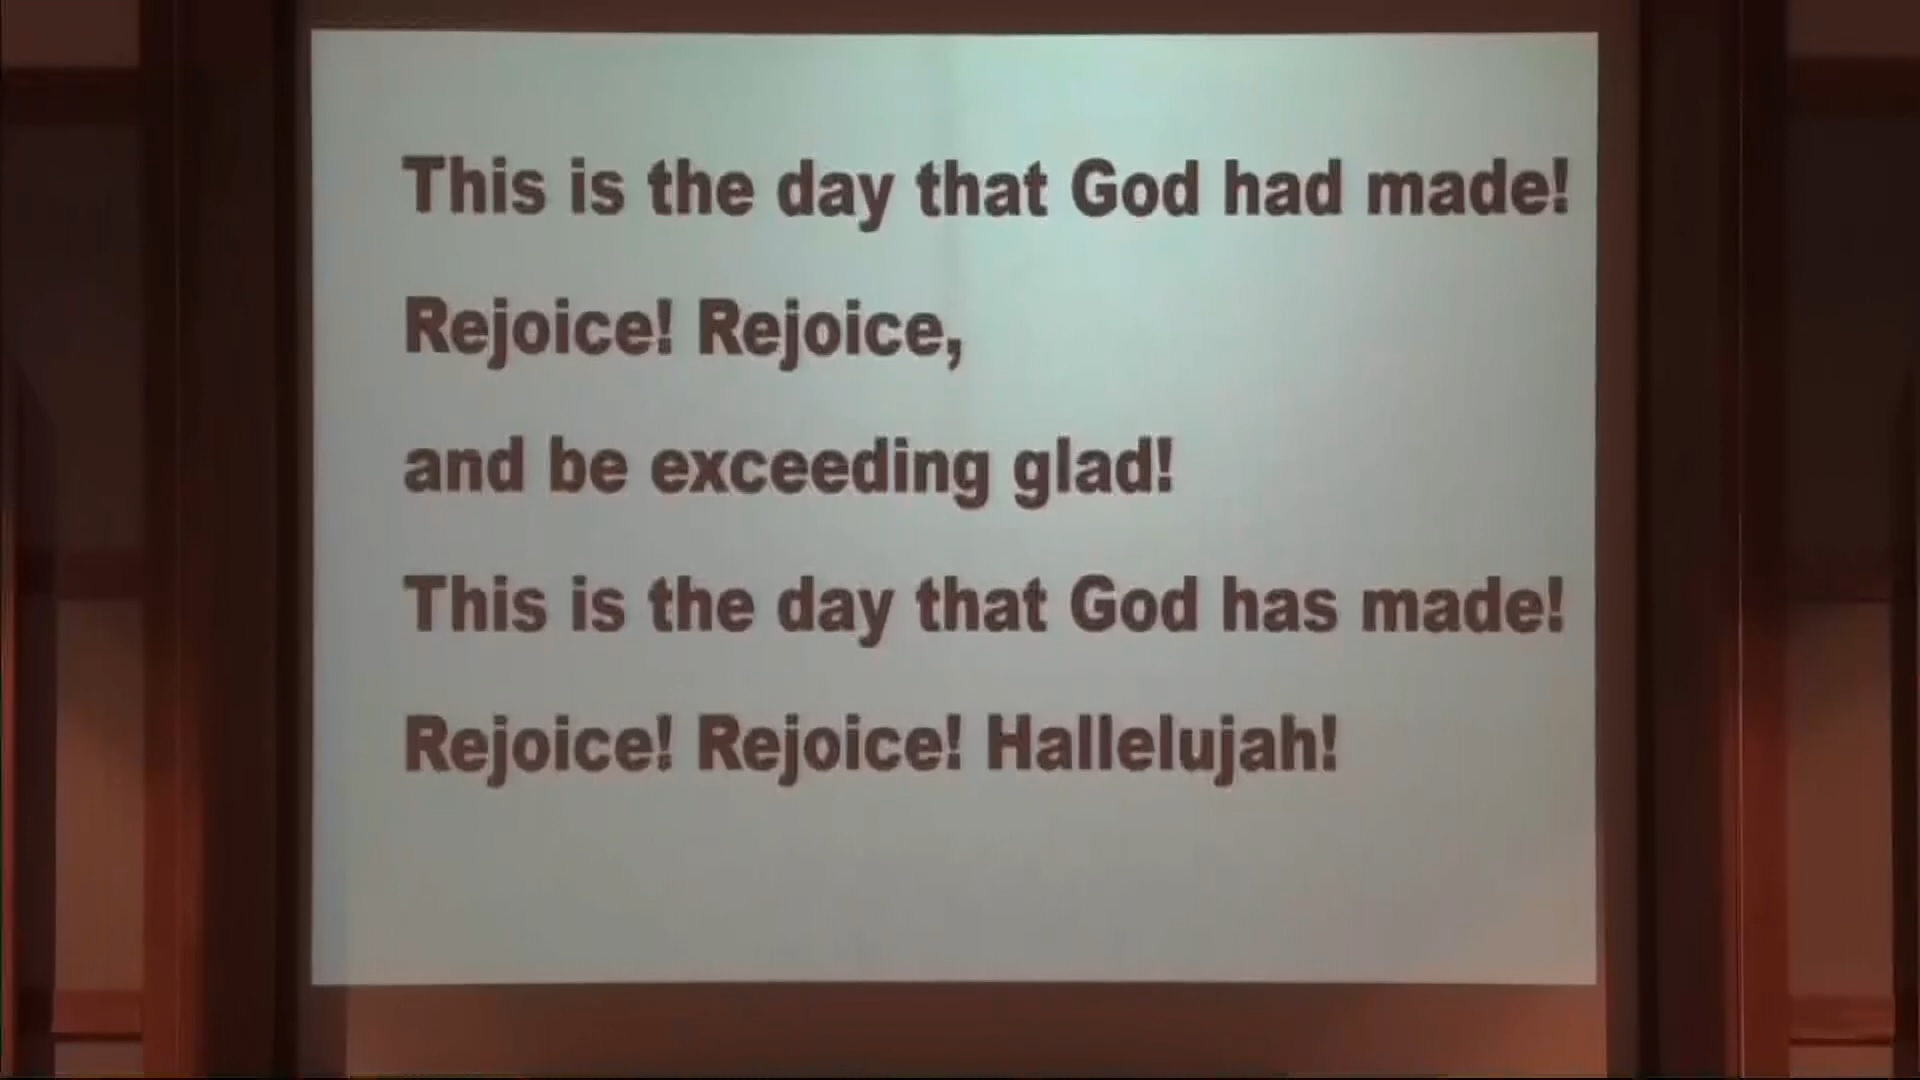 This is the day that God had made!
Rejoice! Rejoice,
and be exceeding glad!
This is the day that God has made!
Rejoice! Rejoice! Hallelujah!